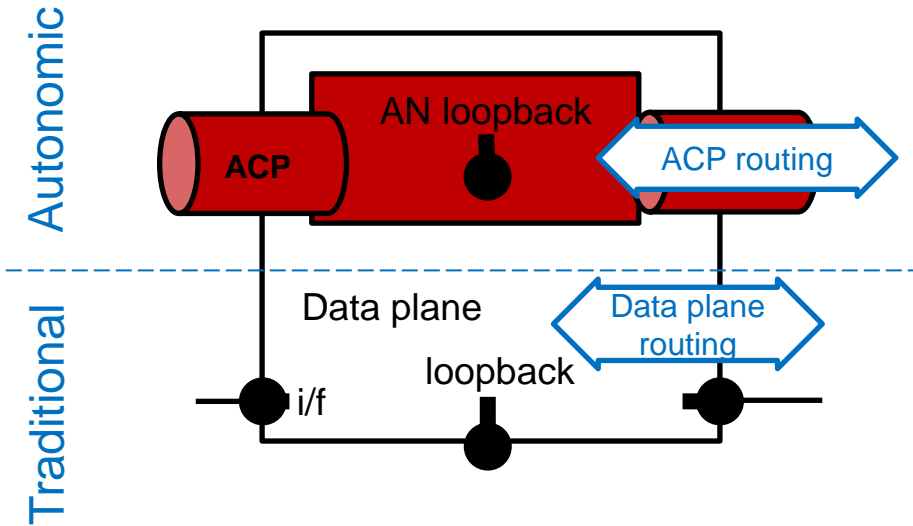 Autonomic
AN loopback
ACP
ACP routing
Data plane
Data plane
routing
loopback
i/f
Traditional